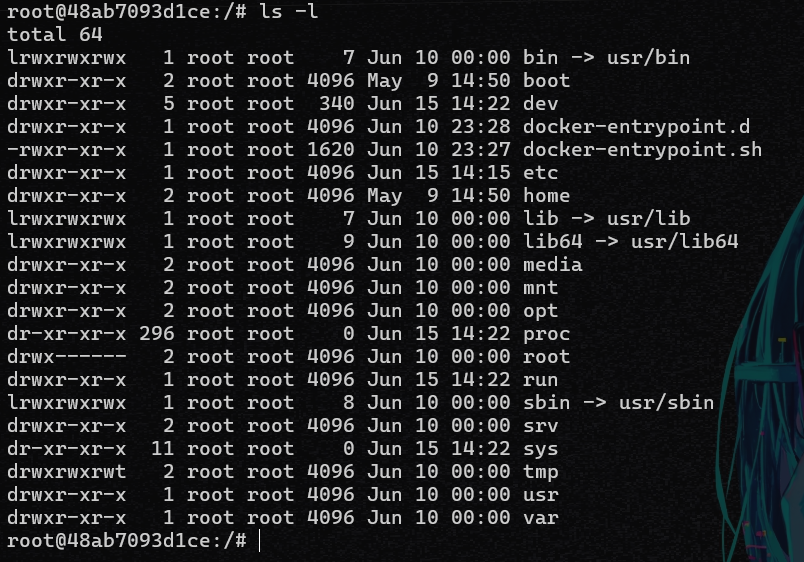 root@48ab7093d1ce:/# ls -l
total 64
lrwxrwxrwx   1 root root    7 Jun 10 00:00 bin -> usr/bin
drwxr-xr-x   2 root root 4096 May  9 14:50 boot
drwxr-xr-x   5 root root  340 Jun 15 14:22 dev
drwxr-xr-x   1 root root 4096 Jun 10 23:28 docker-entrypoint.d
-rwxr-xr-x   1 root root 1620 Jun 10 23:27 docker-entrypoint.sh
drwxr-xr-x   1 root root 4096 Jun 15 14:15 etc
drwxr-xr-x   2 root root 4096 May  9 14:50 home
lrwxrwxrwx   1 root root    7 Jun 10 00:00 lib -> usr/lib
lrwxrwxrwx   1 root root    9 Jun 10 00:00 lib64 -> usr/lib64
drwxr-xr-x   2 root root 4096 Jun 10 00:00 media
drwxr-xr-x   2 root root 4096 Jun 10 00:00 mnt
drwxr-xr-x   2 root root 4096 Jun 10 00:00 opt
dr-xr-xr-x 296 root root    0 Jun 15 14:22 proc
drwx------   2 root root 4096 Jun 10 00:00 root
drwxr-xr-x   1 root root 4096 Jun 15 14:22 run
lrwxrwxrwx   1 root root    8 Jun 10 00:00 sbin -> usr/sbin
drwxr-xr-x   2 root root 4096 Jun 10 00:00 srv
dr-xr-xr-x  11 root root    0 Jun 15 14:22 sys
drwxrwxrwt   2 root root 4096 Jun 10 00:00 tmp
drwxr-xr-x   1 root root 4096 Jun 10 00:00 usr
drwxr-xr-x   1 root root 4096 Jun 10 00:00 var
root@48ab7093d1ce:/#